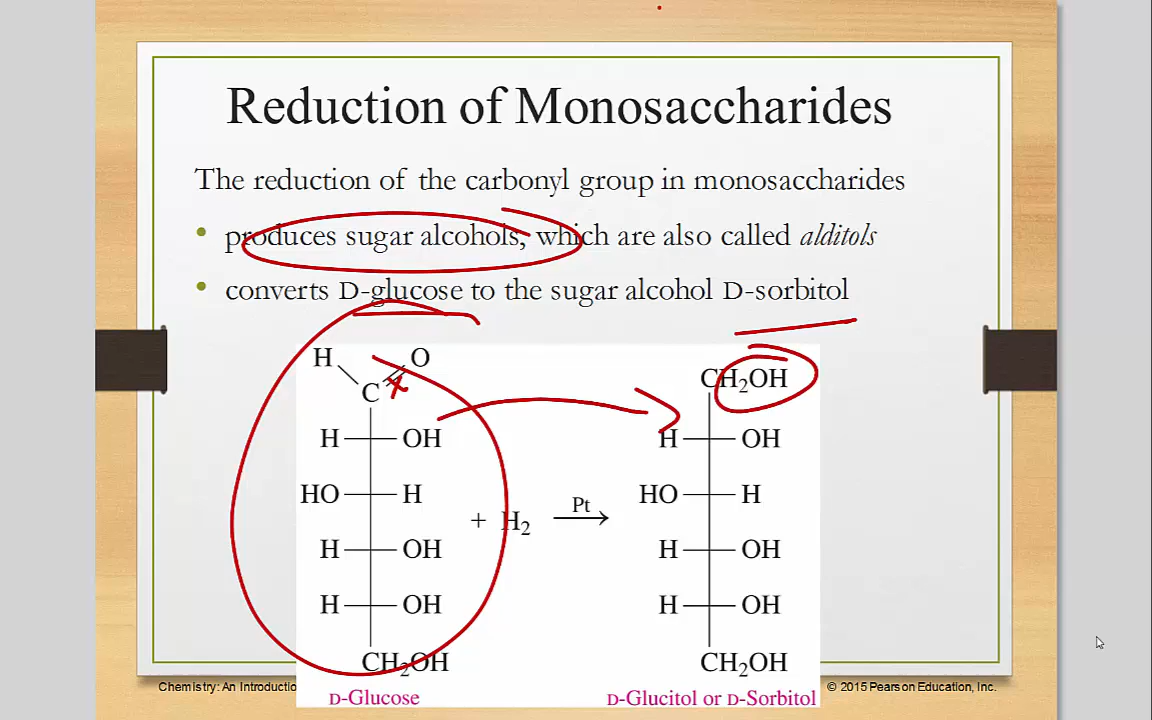 Reduction of Monosaccharides
The reduction of the carbonyl group in monosaccharides
• produces sugar alcohols, which are also called alditols
• converts D-glucose to the sugar alcohol D-sorbitol
H O
C
H OH
HO H
H OH
H OH
CH₂OH
D-Glucose
+ H₂
Pt
CH₂OH
H OH
HO H
H OH
H OH
CH₂OH
D-Glucitol or D-Sorbitol
Chemistry: An Introductio
© 2015 Pearson Education, Inc.